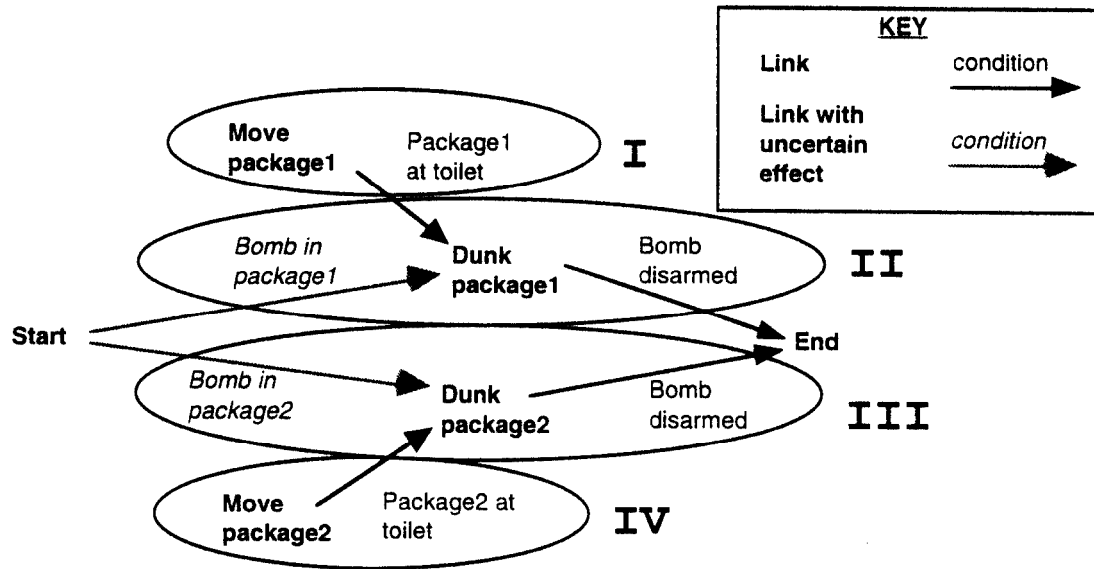 KEY
Link
condition
Link with
uncertain
effect
condition
Move
package1
Package1
at toilet
I
Bomb in
package1
Dunk
package1
Bomb
disarmed
II
Start
End
Bomb in
package2
Dunk
package2
Bomb
disarmed
III
Move
package2
Package2 at
toilet
IV